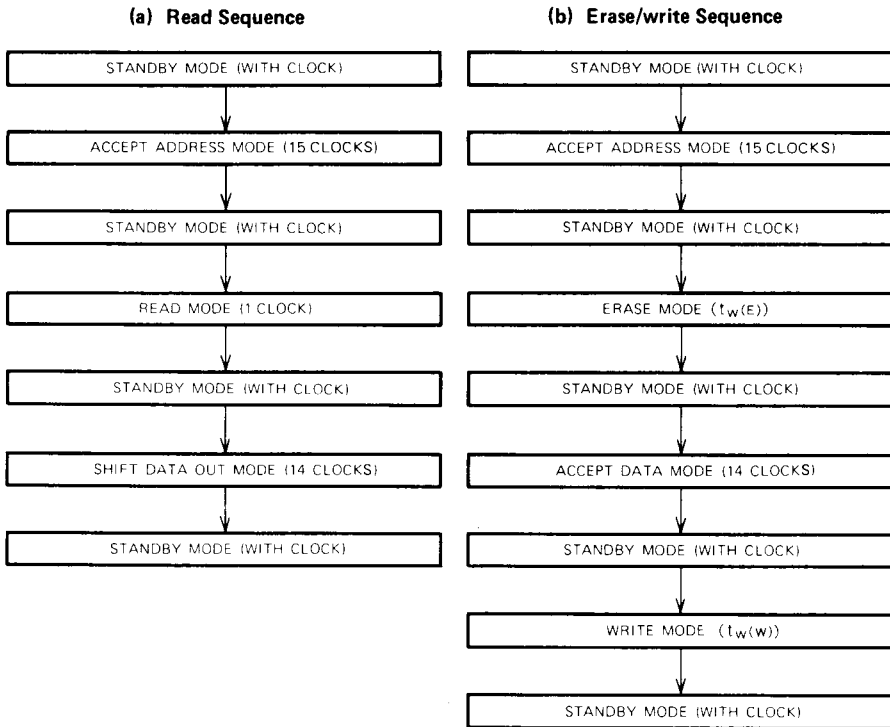 (a) Read Sequence
STANDBY MODE (WITH CLOCK)
ACCEPT ADDRESS MODE (15 CLOCKS)
STANDBY MODE (WITH CLOCK)
READ MODE (1 CLOCK)
STANDBY MODE (WITH CLOCK)
SHIFT DATA OUT MODE (14 CLOCKS)
STANDBY MODE (WITH CLOCK)
(b) Erase/write Sequence
STANDBY MODE (WITH CLOCK)
ACCEPT ADDRESS MODE (15 CLOCKS)
STANDBY MODE (WITH CLOCK)
ERASE MODE (tw(E))
STANDBY MODE (WITH CLOCK)
ACCEPT DATA MODE (14 CLOCKS)
STANDBY MODE (WITH CLOCK)
WRITE MODE (tw(W))
STANDBY MODE (WITH CLOCK)